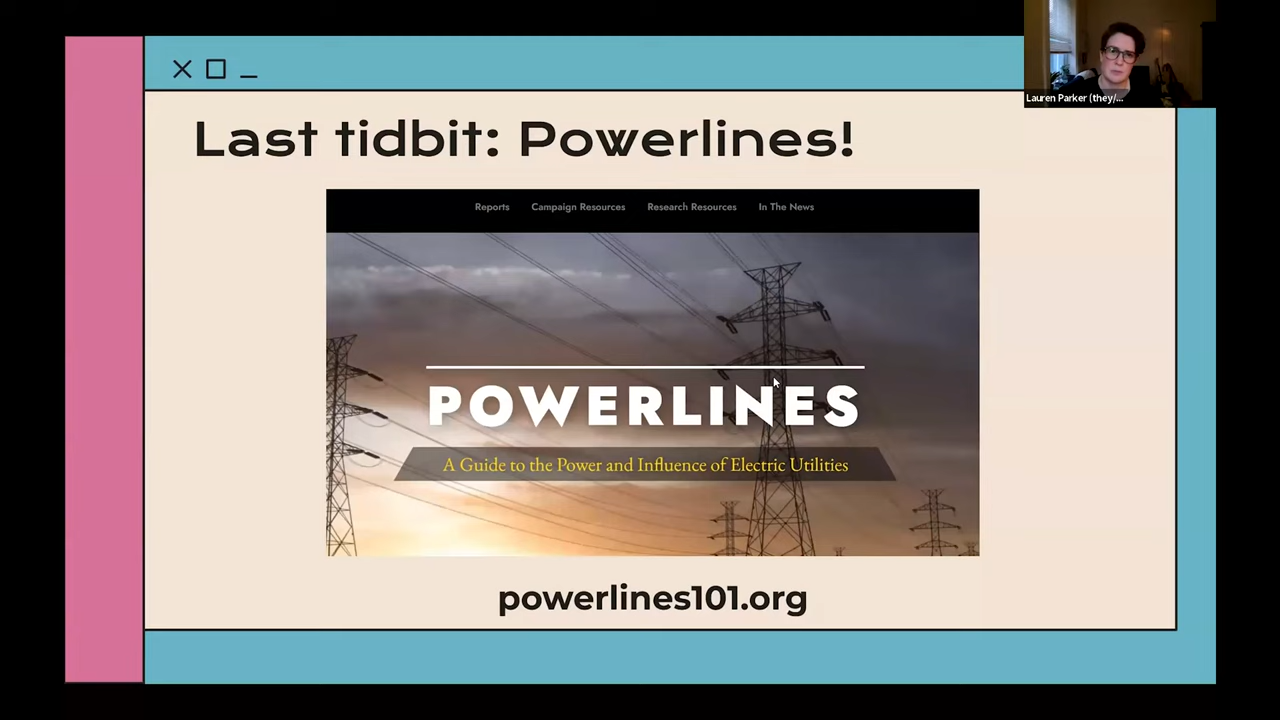 Lauren Parker (they/...
Last tidbit: Powerlines!
Reports Campaign Resources Research Resources In The News
POWERLINES
A Guide to the Power and Influence of Electric Utilities
powerlines101.org